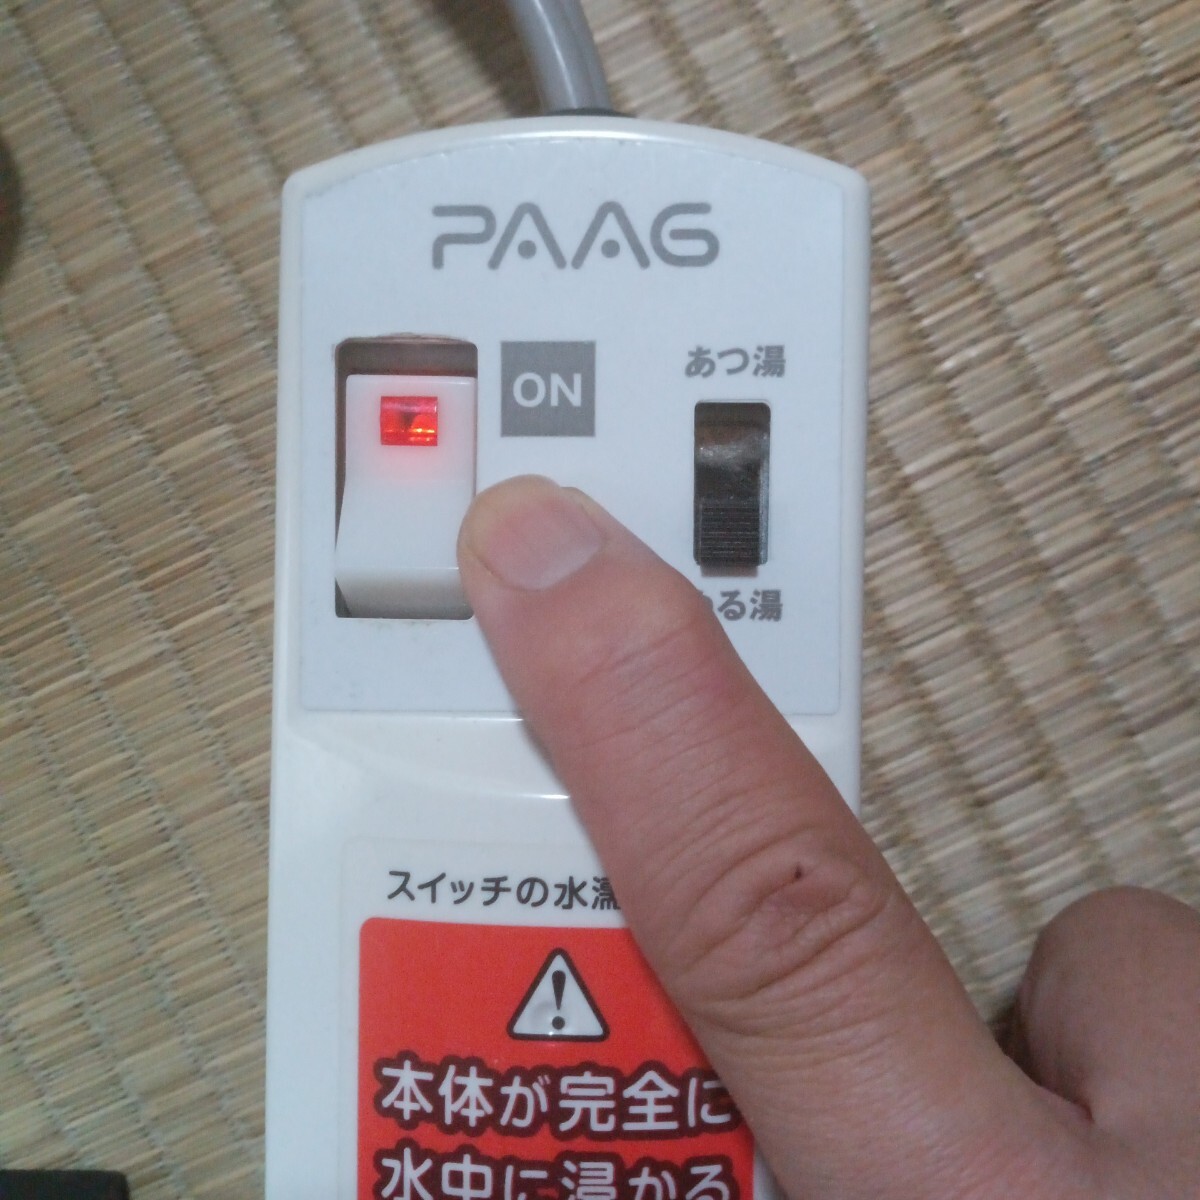 PAAG
ON
あつ湯
る湯
スイッチの水濡
本体が完全に
水中に浸かる